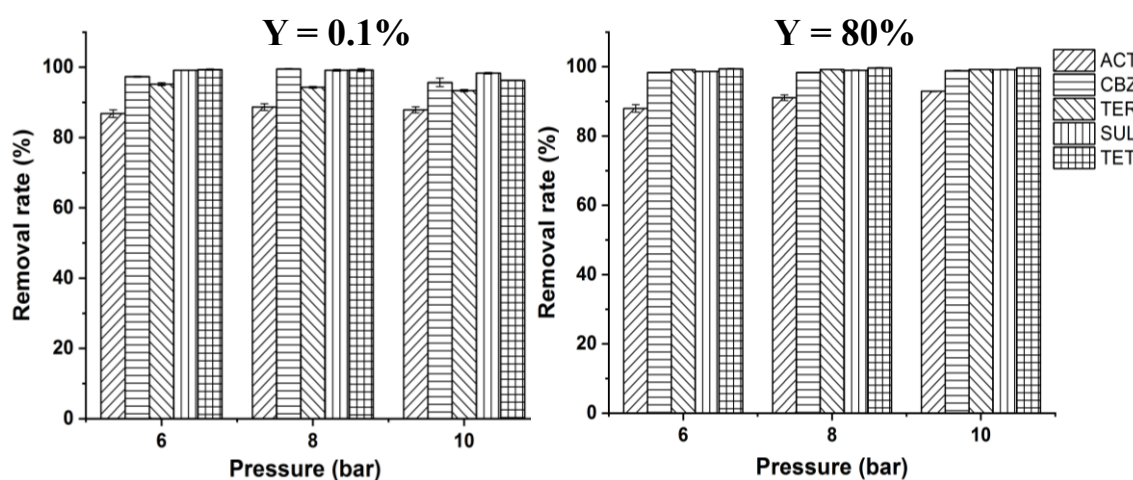 Y = 0.1%
Removal rate (%)
100
80
60
40
20
0
6
8
10
Pressure (bar)
Y = 80%
Removal rate (%)
100
80
60
40
20
0
6
8
10
Pressure (bar)
ACT
CBZ
TER
SUL
TET